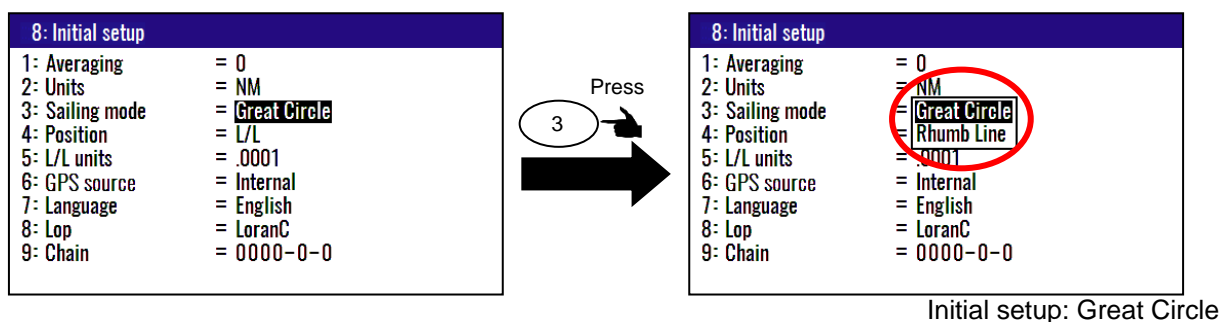 8: Initial setup
1: Averaging = 0
2: Units = NM
3: Sailing mode = Great Circle
4: Position = L/L
5: L/L units = .0001
6: GPS source = Internal
7: Language = English
8: Lop = LoranC
9: Chain = 0000-0-0
Press
3
8: Initial setup
1: Averaging = 0
2: Units = NM
3: Sailing mode = Great Circle
4: Position = Rhumb Line
5: L/L units = .0001
6: GPS source = Internal
7: Language = English
8: Lop = LoranC
9: Chain = 0000-0-0
Initial setup: Great Circle